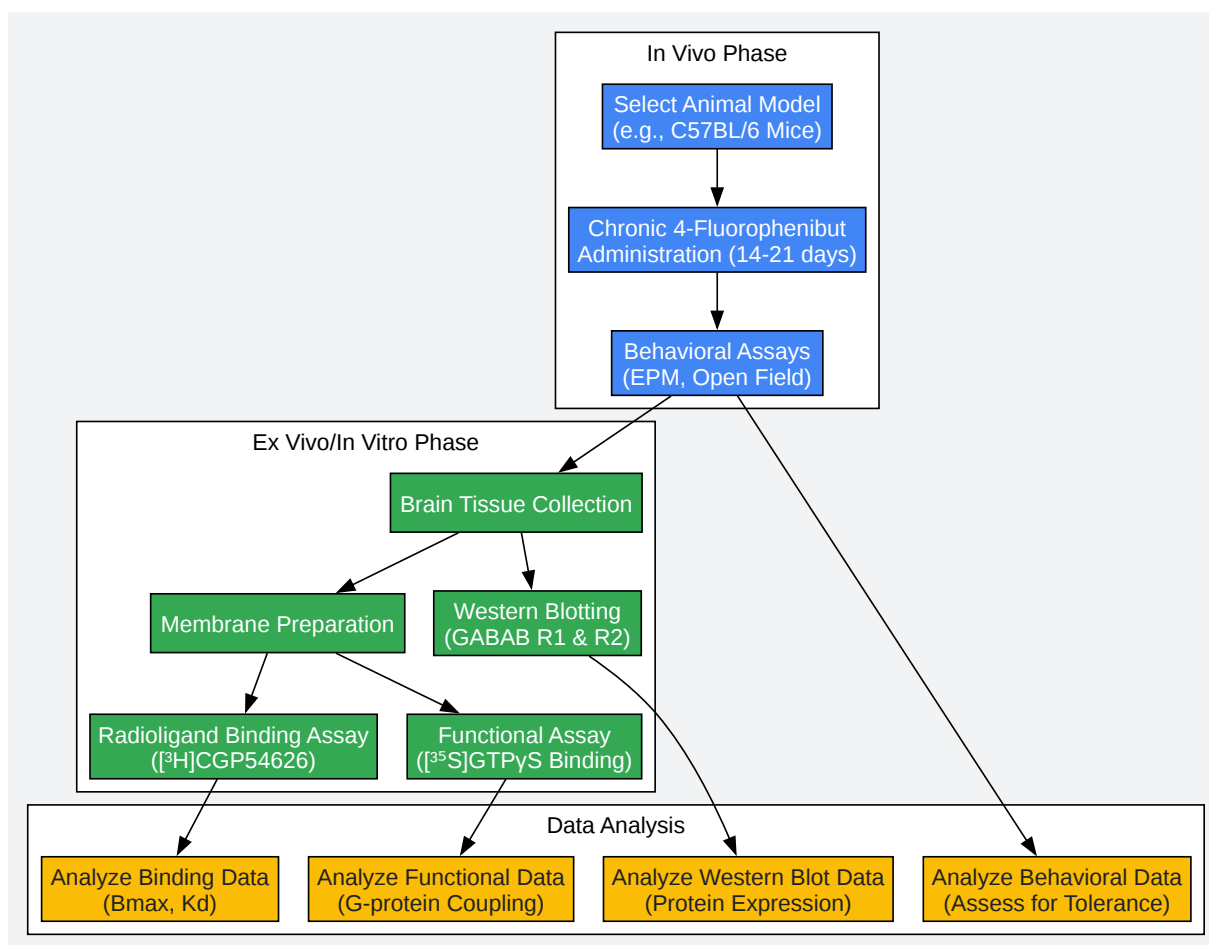 In Vivo Phase
Select Animal Model
(e.g., C57BL/6 Mice)
Chronic 4-Fluorophenibut
Administration (14-21 days)
Behavioral Assays
(EPM, Open Field)
Ex Vivo/In Vitro Phase
Brain Tissue Collection
Membrane Preparation
Western Blotting
(GABAB R1 & R2)
Radioligand Binding Assay
([³H]CGP54626)
Functional Assay
([³⁵S]GTPγS Binding)
Data Analysis
Analyze Binding Data
(Bmax, Kd)
Analyze Functional Data
(G-protein Coupling)
Analyze Western Blot Data
(Protein Expression)
Analyze Behavioral Data
(Assess for Tolerance)